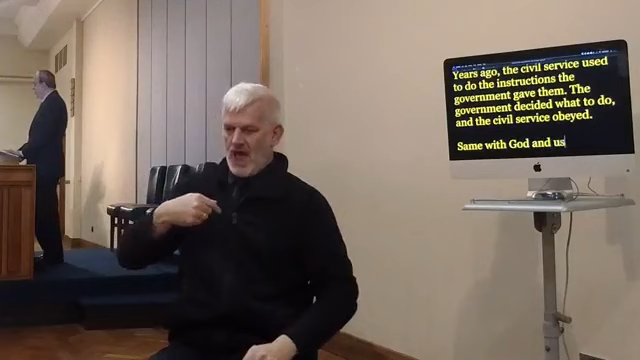 Years ago, the civil service used
to do the instructions the
government gave them. The
government decided what to do,
and the civil service obeyed.
Same with God and us